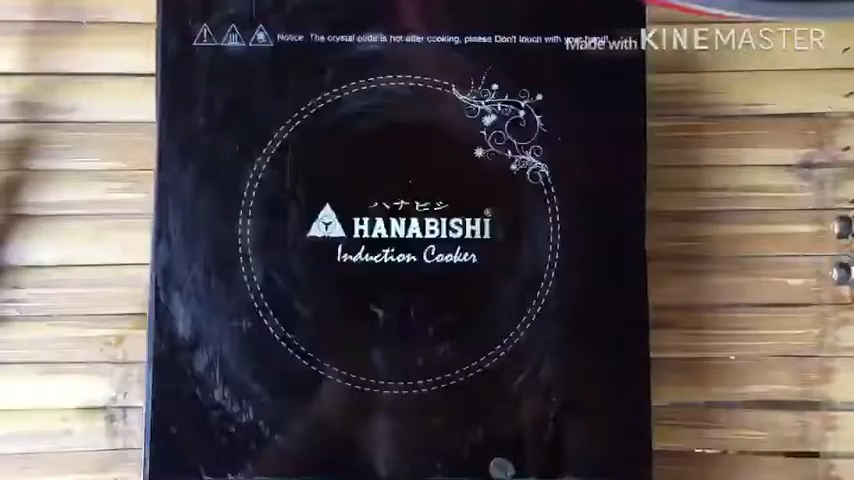 Notice The crystal plate is hot after cooking, please Don't touch with your hand!
Made with KINEMASTER
ハナビシ
HANABISHI®
Induction Cooker